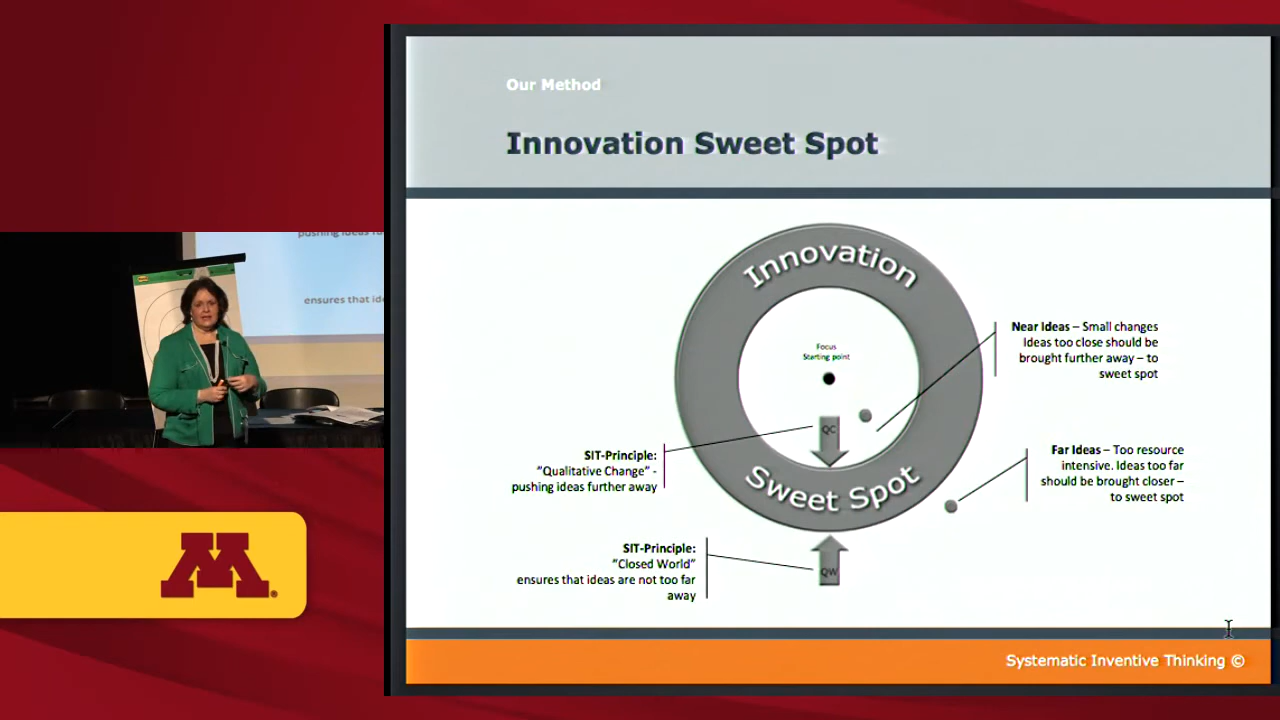 Our Method
Innovation Sweet Spot
Innovation
Focus
Starting point
Near Ideas – Small changes
Ideas too close should be
brought further away – to
sweet spot
QC
SIT-Principle:
"Qualitative Change" -
pushing ideas further away
Sweet Spot
Far Ideas – Too resource
intensive. Ideas too far
should be brought closer –
to sweet spot
SIT-Principle:
"Closed World"
ensures that ideas are not too far
away
QW
Systematic Inventive Thinking ©
pushing ideas
ensures that
M
®